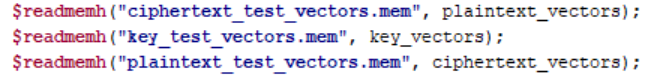 $readmemh("ciphertext_test_vectors.mem", plaintext_vectors);
$readmemh("key_test_vectors.mem", key_vectors);
$readmemh("plaintext_test_vectors.mem", ciphertext_vectors);